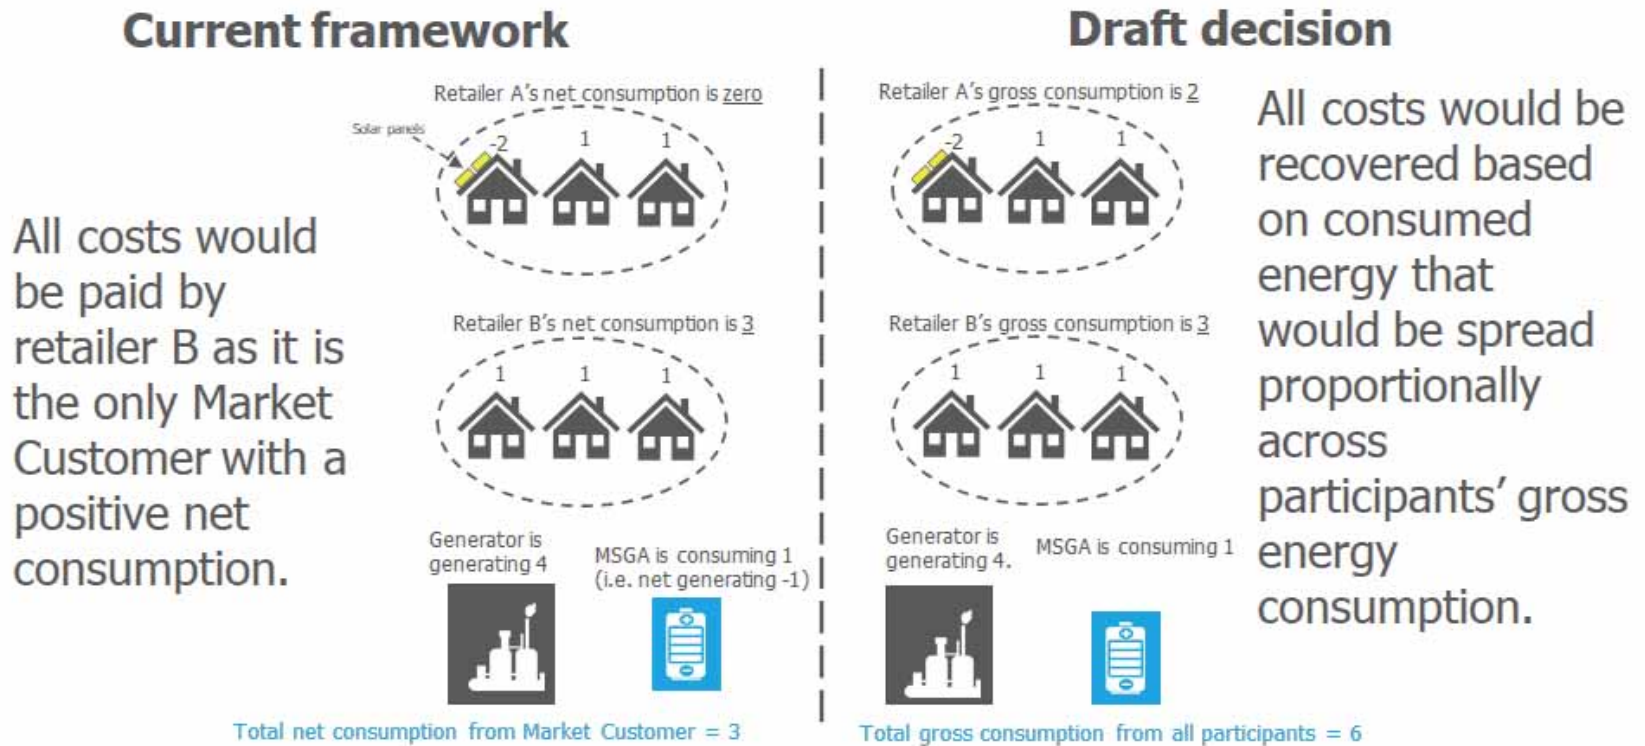 Current framework
Retailer A's net consumption is zero
Solar panels
-2
1
1
All costs would
be paid by
retailer B as it is
the only Market
Customer with a
positive net
consumption.
Retailer B's net consumption is 3
1
1
1
Generator is
generating 4
MSGA is consuming 1
(i.e. net generating -1)
Total net consumption from Market Customer = 3
Draft decision
Retailer A's gross consumption is 2
-2
1
1
Retailer B's gross consumption is 3
1
1
1
Generator is
generating 4.
MSGA is consuming 1
Total gross consumption from all participants = 6
All costs would be
recovered based
on consumed
energy that
would be spread
proportionally
across
participants' gross
energy
consumption.